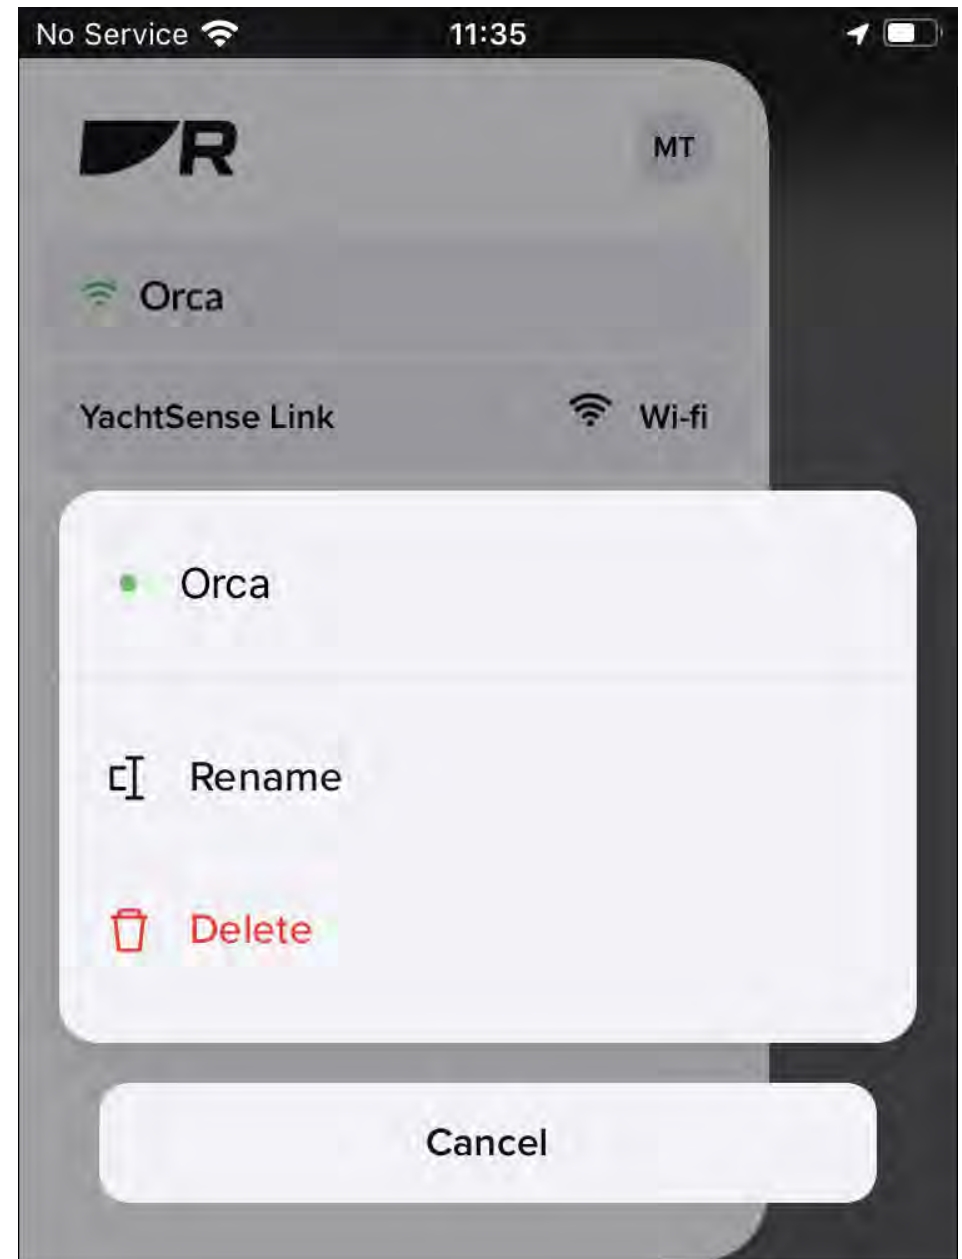 No Service 11:35
R MT
Orca
YachtSense Link Wi-fi
Orca
Rename
Delete
Cancel